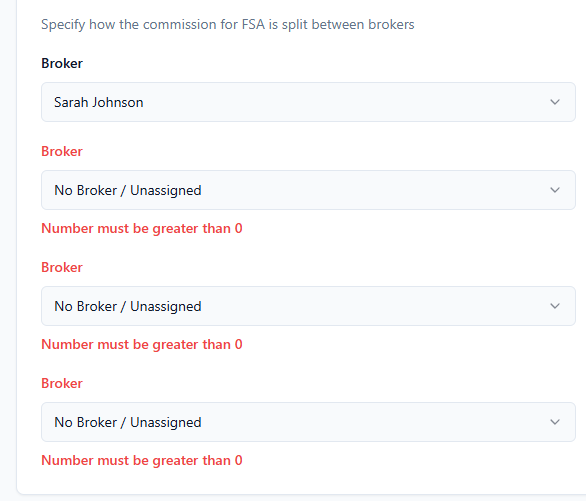 Specify how the commission for FSA is split between brokers
Broker
Sarah Johnson
Broker
No Broker / Unassigned
Number must be greater than 0
Broker
No Broker / Unassigned
Number must be greater than 0
Broker
No Broker / Unassigned
Number must be greater than 0